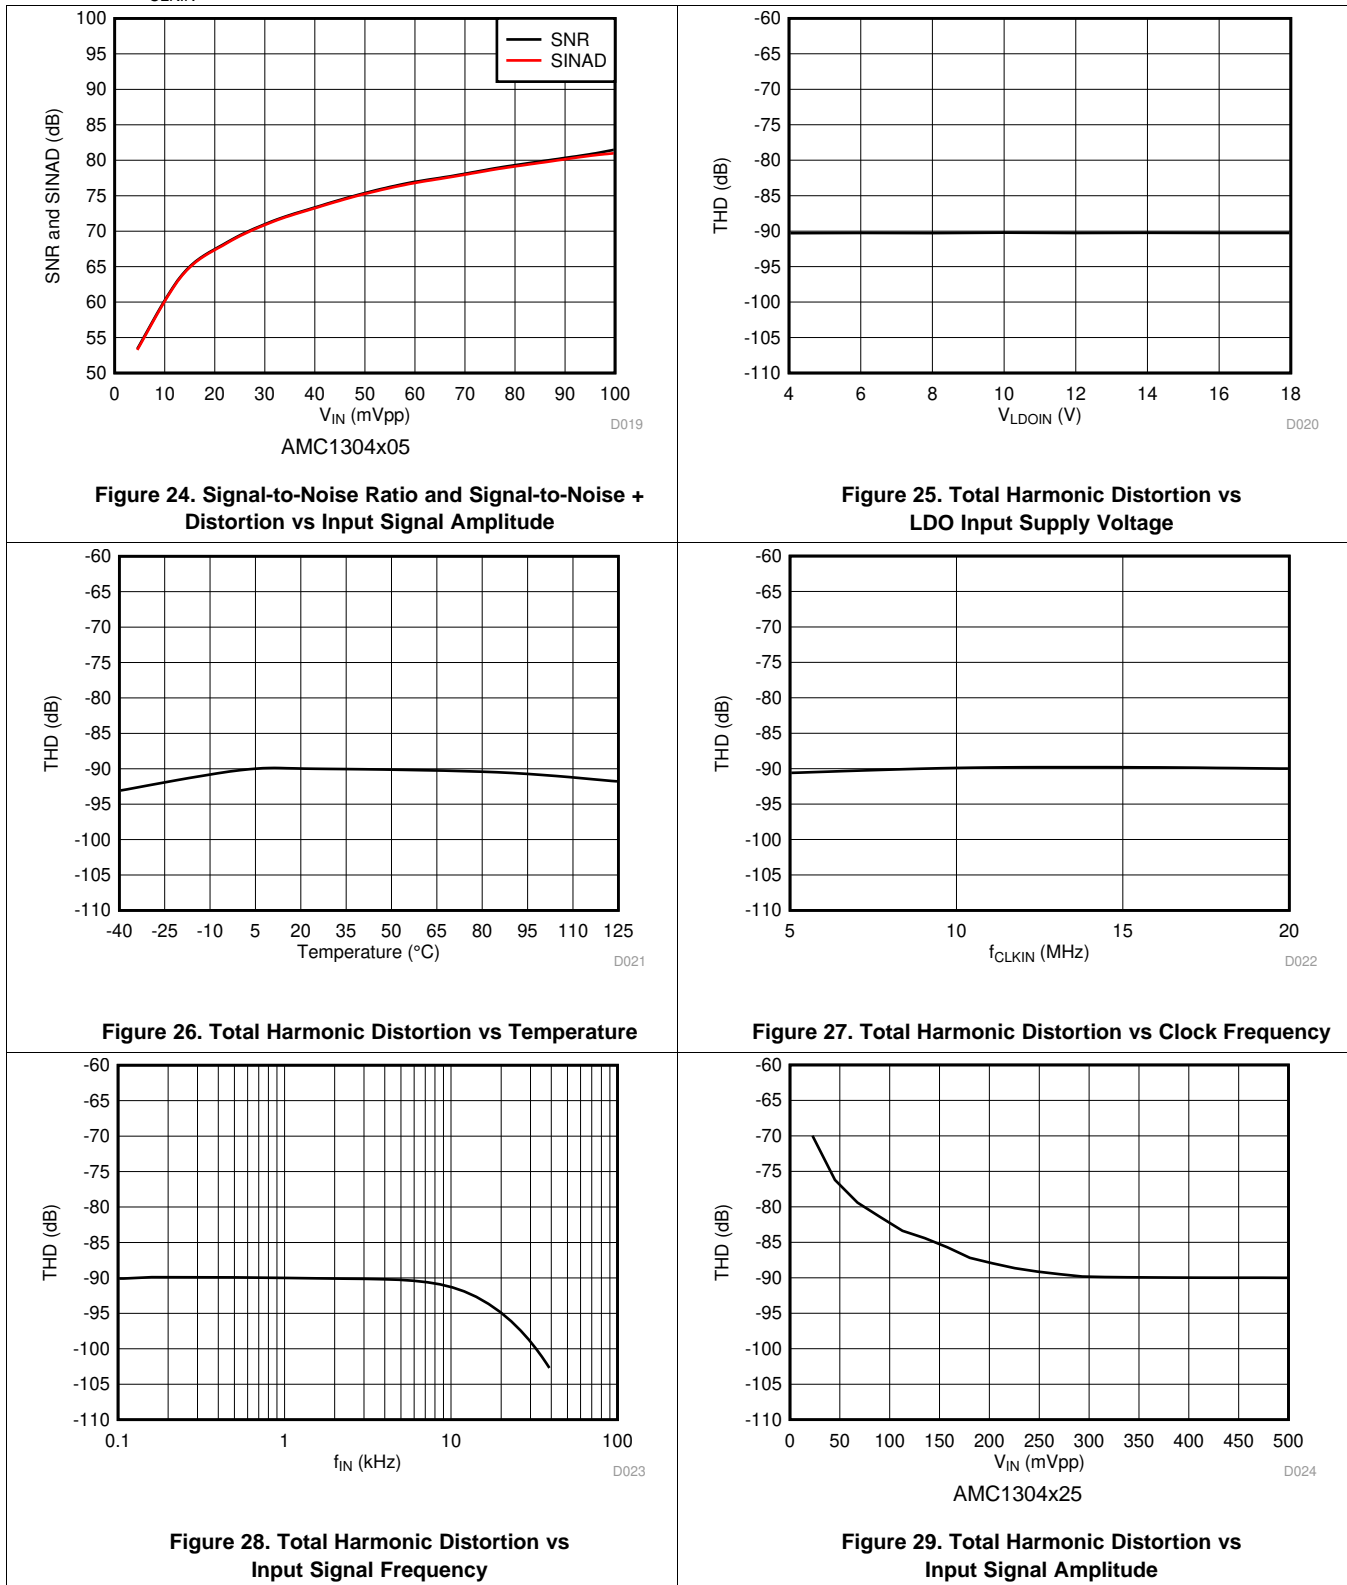 CLKIN
100
95
90
85
80
75
70
65
60
55
50
SNR and SINAD (dB)
SNR
SINAD
0 10 20 30 40 50 60 70 80 90 100
VIN (mVpp)
D019
AMC1304x05
Figure 24. Signal-to-Noise Ratio and Signal-to-Noise +
Distortion vs Input Signal Amplitude
-60
-65
-70
-75
-80
-85
-90
-95
-100
-105
-110
THD (dB)
4 6 8 10 12 14 16 18
VLDOIN (V)
D020
Figure 25. Total Harmonic Distortion vs
LDO Input Supply Voltage
-60
-65
-70
-75
-80
-85
-90
-95
-100
-105
-110
THD (dB)
-40 -25 -10 5 20 35 50 65 80 95 110 125
Temperature (°C)
D021
Figure 26. Total Harmonic Distortion vs Temperature
-60
-65
-70
-75
-80
-85
-90
-95
-100
-105
-110
THD (dB)
5 10 15 20
fCLKIN (MHz)
D022
Figure 27. Total Harmonic Distortion vs Clock Frequency
-60
-65
-70
-75
-80
-85
-90
-95
-100
-105
-110
THD (dB)
0.1 1 10 100
fIN (kHz)
D023
Figure 28. Total Harmonic Distortion vs
Input Signal Frequency
-60
-65
-70
-75
-80
-85
-90
-95
-100
-105
-110
THD (dB)
0 50 100 150 200 250 300 350 400 450 500
VIN (mVpp)
D024
AMC1304x25
Figure 29. Total Harmonic Distortion vs
Input Signal Amplitude